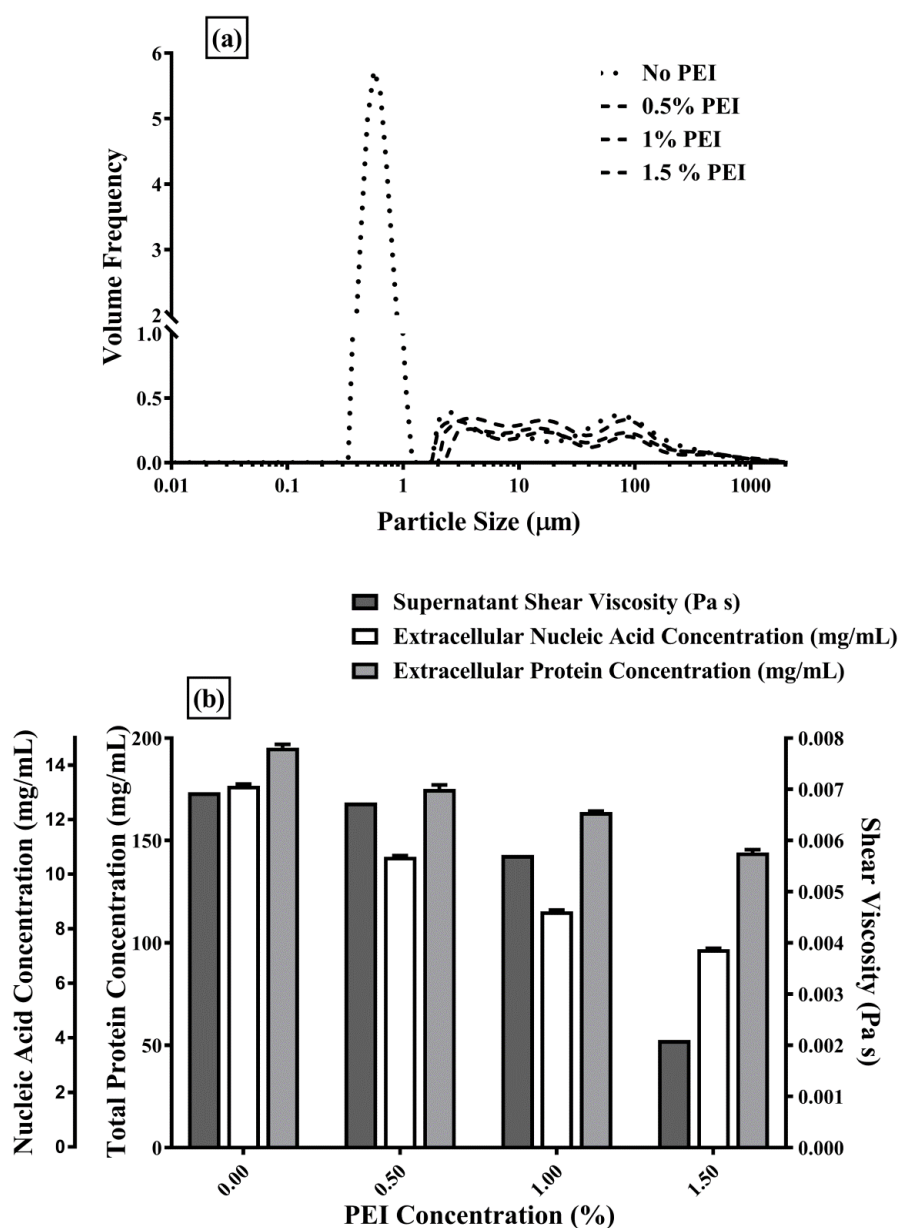 (a)
6
5
4
3
2
1.0
0.5
0.0
Volume Frequency
No PEI
0.5% PEI
1% PEI
1.5 % PEI
0.01 0.1 1 10 100 1000
Particle Size (μm)
Supernatant Shear Viscosity (Pa s)
Extracellular Nucleic Acid Concentration (mg/mL)
Extracellular Protein Concentration (mg/mL)
(b)
Nucleic Acid Concentration (mg/mL)
14
12
10
8
6
4
2
0
Total Protein Concentration (mg/mL)
200
150
100
50
0
0.008
0.007
0.006
0.005
0.004
0.003
0.002
0.001
0.000
Shear Viscosity (Pa s)
0.00 0.50 1.00 1.50
PEI Concentration (%)